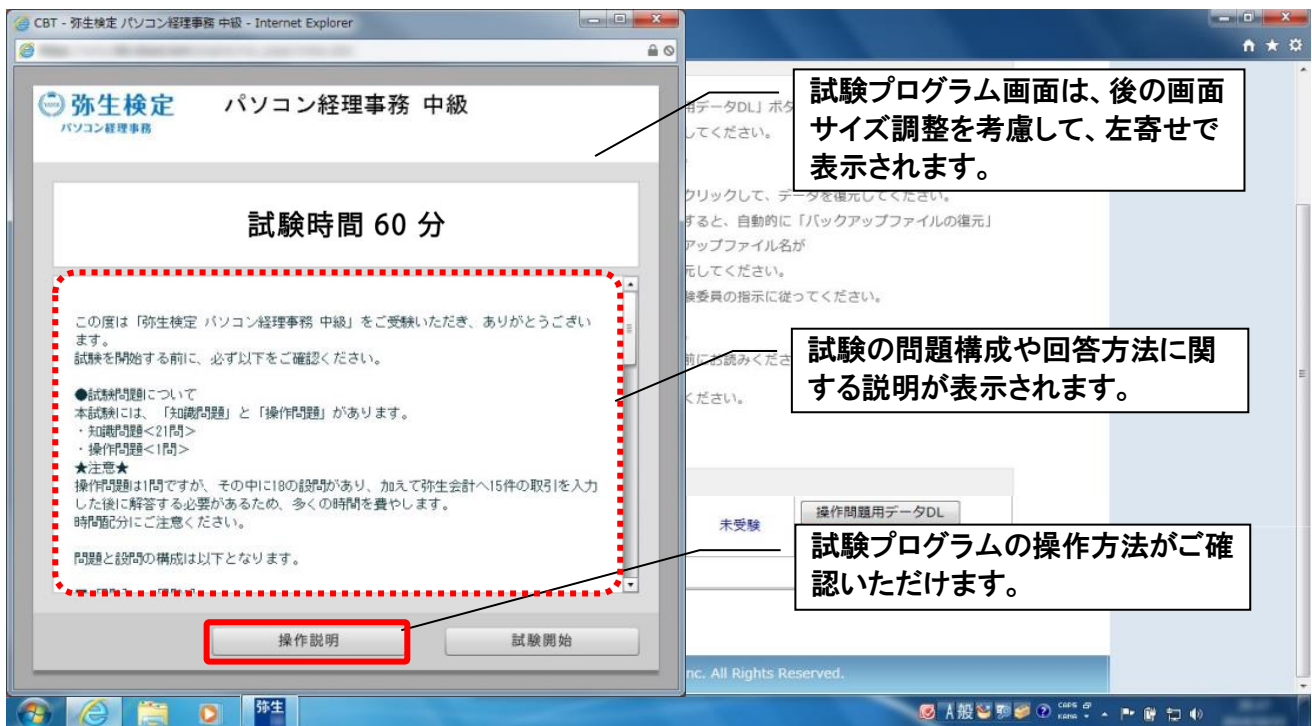 CBT - 弥生検定 パソコン経理事務 中級 - Internet Explorer
弥生検定
パソコン経理事務
パソコン経理事務 中級
試験時間 60 分
この度は「弥生検定 パソコン経理事務 中級」をご受験いただき、ありがとうござい
ます。
試験を開始する前に、必ず以下をご確認ください。
●試験問題について
本試験には、「知識問題」と「操作問題」があります。
・知識問題<21問>
・操作問題<1問>
★注意★
操作問題は1問ですが、その中に18の設問があり、加えて弥生会計へ15件の取引を入力
した後に解答する必要があるため、多くの時間を費やします。
時間配分にご注意ください。
問題と設問の構成は以下となります。
操作説明
試験開始
試験プログラム画面は、後の画面
サイズ調整を考慮して、左寄せで
表示されます。
試験の問題構成や回答方法に関
する説明が表示されます。
試験プログラムの操作方法がご確
認いただけます。
用データDL」ボタ
してください。
クリックして、データを復元してください。
すると、自動的に「バックアップファイルの復元」
アップファイル名が
元してください。
験委員の指示に従ってください。
前にお読みくださ
ください。
未受験
操作問題用データDL
nc. All Rights Reserved.
弥生
A 般
CAPS
KANA